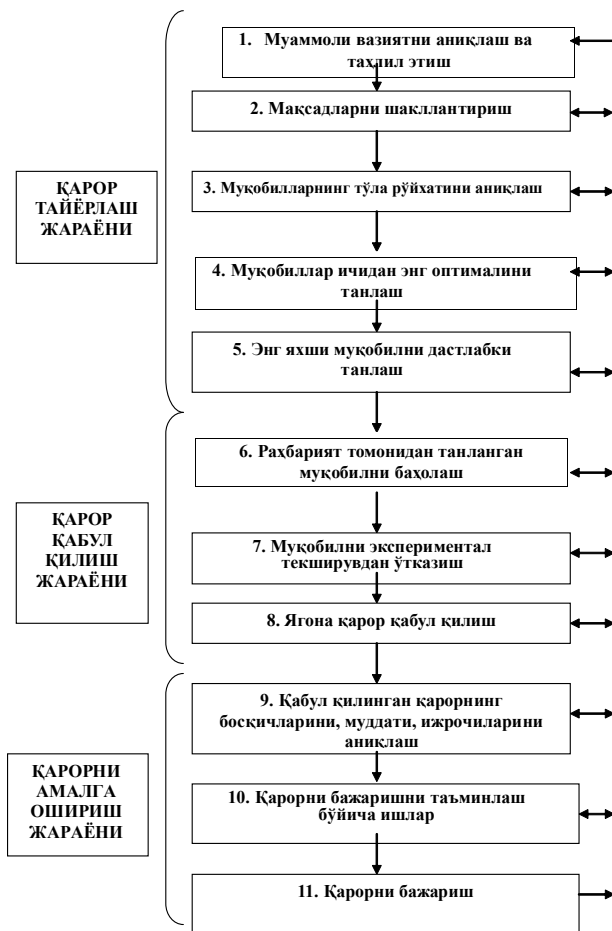 1. Муаммоли вазиятни аниқлаш ва
таҳлил этиш
2. Мақсадларни шакллантириш
3. Муқобилларнинг тўла рўйхатини аниқлаш
ҚАРОР
ТАЙЁРЛАШ
ЖАРАЁНИ
4. Муқобиллар ичидан энг оптималини
танлаш
5. Энг яхши муқобилни дастлабки
танлаш
6. Раҳбарият томонидан танланган
муқобилни баҳолаш
ҚАРОР
ҚАБУЛ
ҚИЛИШ
ЖАРАЁНИ
7. Муқобилни экспериментал
текширувдан ўтказиш
8. Ягона қарор қабул қилиш
9. Қабул қилинган қарорнинг
босқичларини, муддати, ижрочиларини
аниқлаш
ҚАРОРНИ
АМАЛГА
ОШИРИШ
ЖАРАЁНИ
10. Қарорни бажаришни таъминлаш
бўйича ишлар
11. Қарорни бажариш